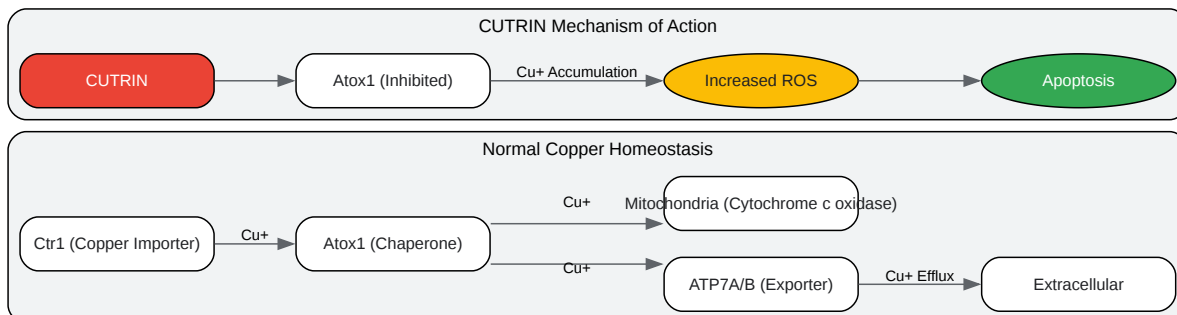 CUTRIN Mechanism of Action
CUTRIN
Atox1 (Inhibited)
Cu+ Accumulation
Increased ROS
Apoptosis
Normal Copper Homeostasis
Ctr1 (Copper Importer)
Cu+
Atox1 (Chaperone)
Cu+
Mitochondria (Cytochrome c oxidase)
Cu+
ATP7A/B (Exporter)
Cu+ Efflux
Extracellular